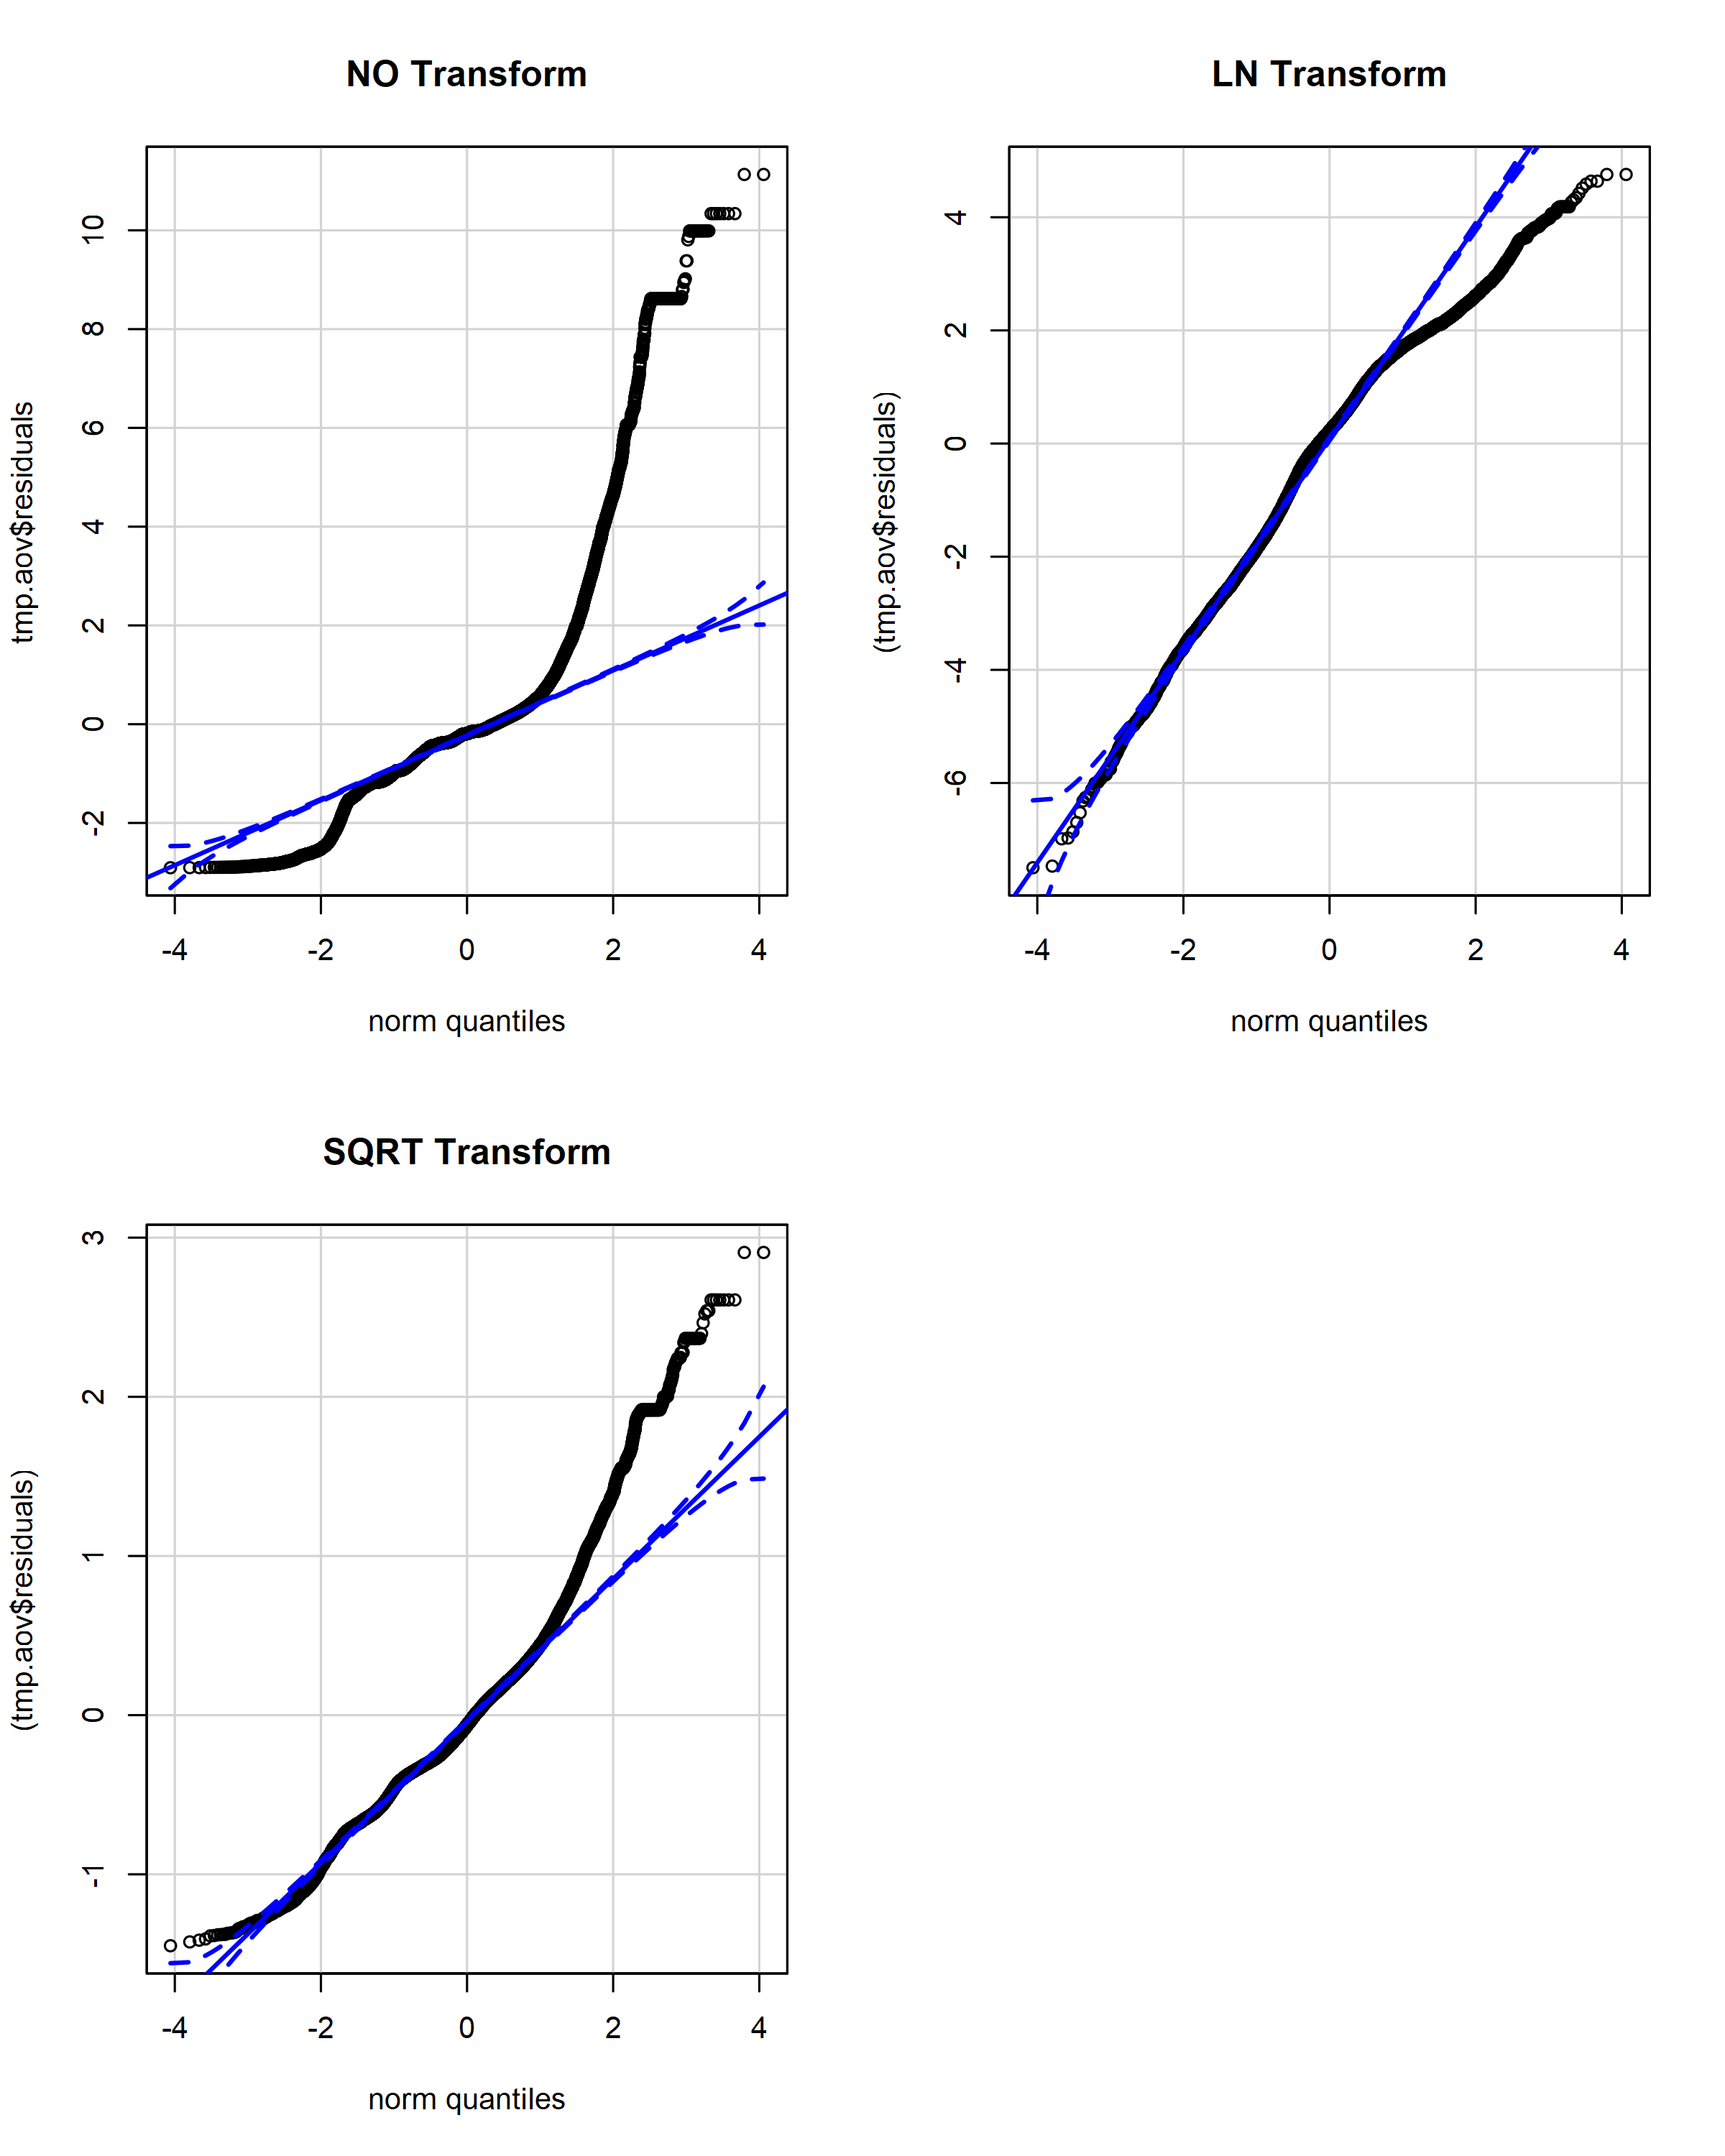 NO Transform
tmp.aov$residuals
10
8
6
4
2
0
-2
-4 -2 0 2 4
norm quantiles
LN Transform
(tmp.aov$residuals)
4
2
0
-2
-4
-6
-4 -2 0 2 4
norm quantiles
SQRT Transform
(tmp.aov$residuals)
3
2
1
0
-1
-4 -2 0 2 4
norm quantiles